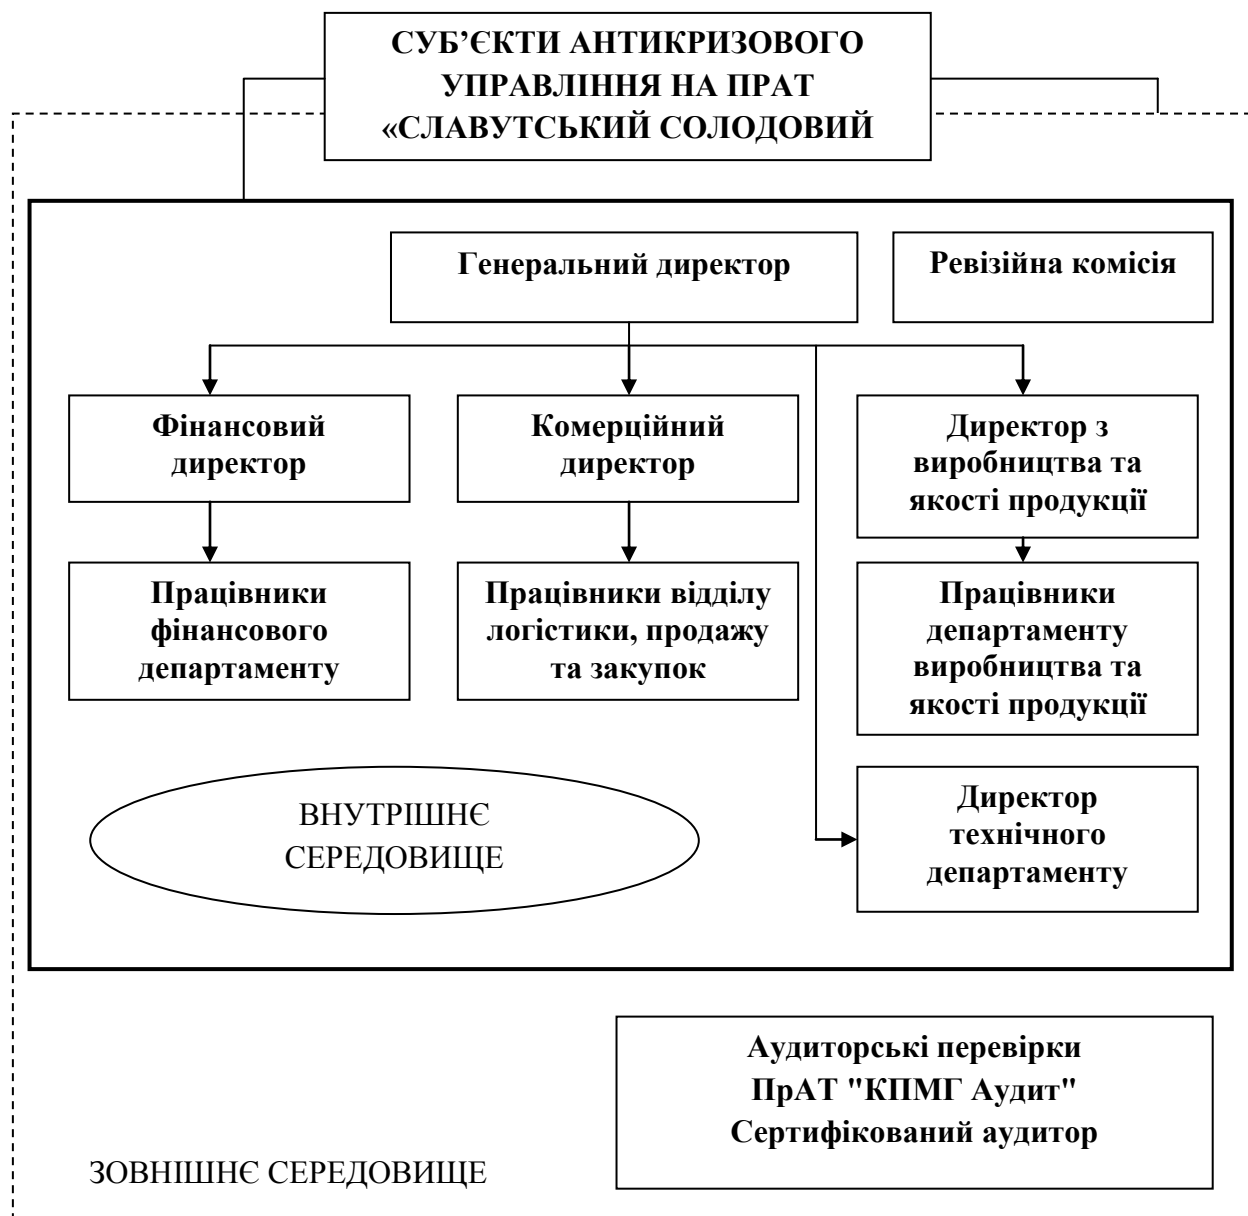 СУБ’ЄКТИ АНТИКРИЗОВОГО
УПРАВЛІННЯ НА ПРАТ
«СЛАВУТСЬКИЙ СОЛОДОВИЙ
Генеральний директор
Ревізійна комісія
Фінансовий
директор
Комерційний
директор
Директор з
виробництва та
якості продукції
Працівники
фінансового
департаменту
Працівники відділу
логістики, продажу
та закупок
Працівники
департаменту
виробництва та
якості продукції
ВНУТРІШНЄ
СЕРЕДОВИЩЕ
Директор
технічного
департаменту
Аудиторські перевірки
ПрАТ "КПМГ Аудит"
Сертифікований аудитор
ЗОВНІШНЄ СЕРЕДОВИЩЕ